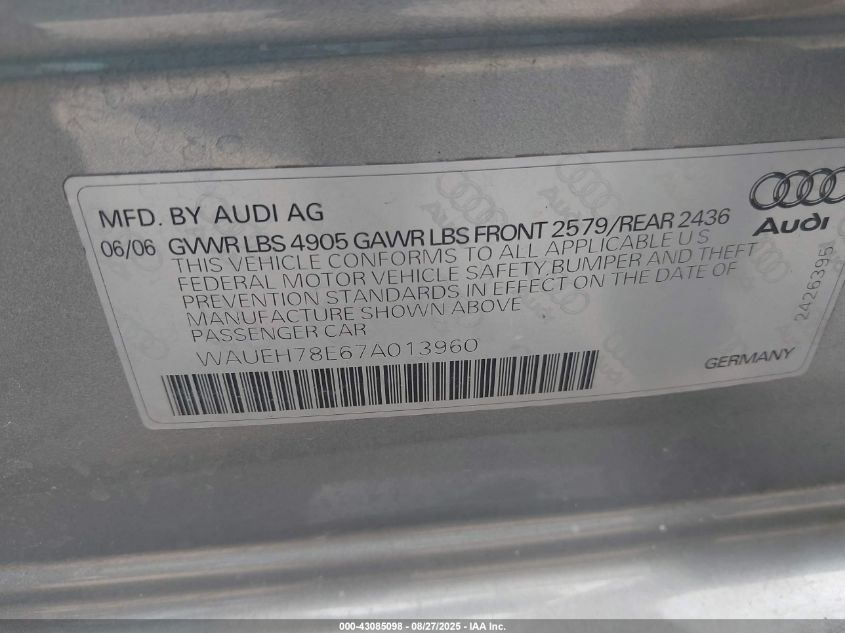 MFD. BY AUDI AG
06/06 GVWR LBS 4905 GAWR LBS FRONT 2579/REAR 2436
THIS VEHICLE CONFORMS TO ALL APPLICABLE U S
FEDERAL MOTOR VEHICLE SAFETY, BUMPER AND THEFT
PREVENTION STANDARDS IN EFFECT ON THE DATE OF
MANUFACTURE SHOWN ABOVE
PASSENGER CAR
WAUEH78E67A013960
GERMANY
Audi
2426395
000-43085098 - 08/27/2025 - IAA Inc.